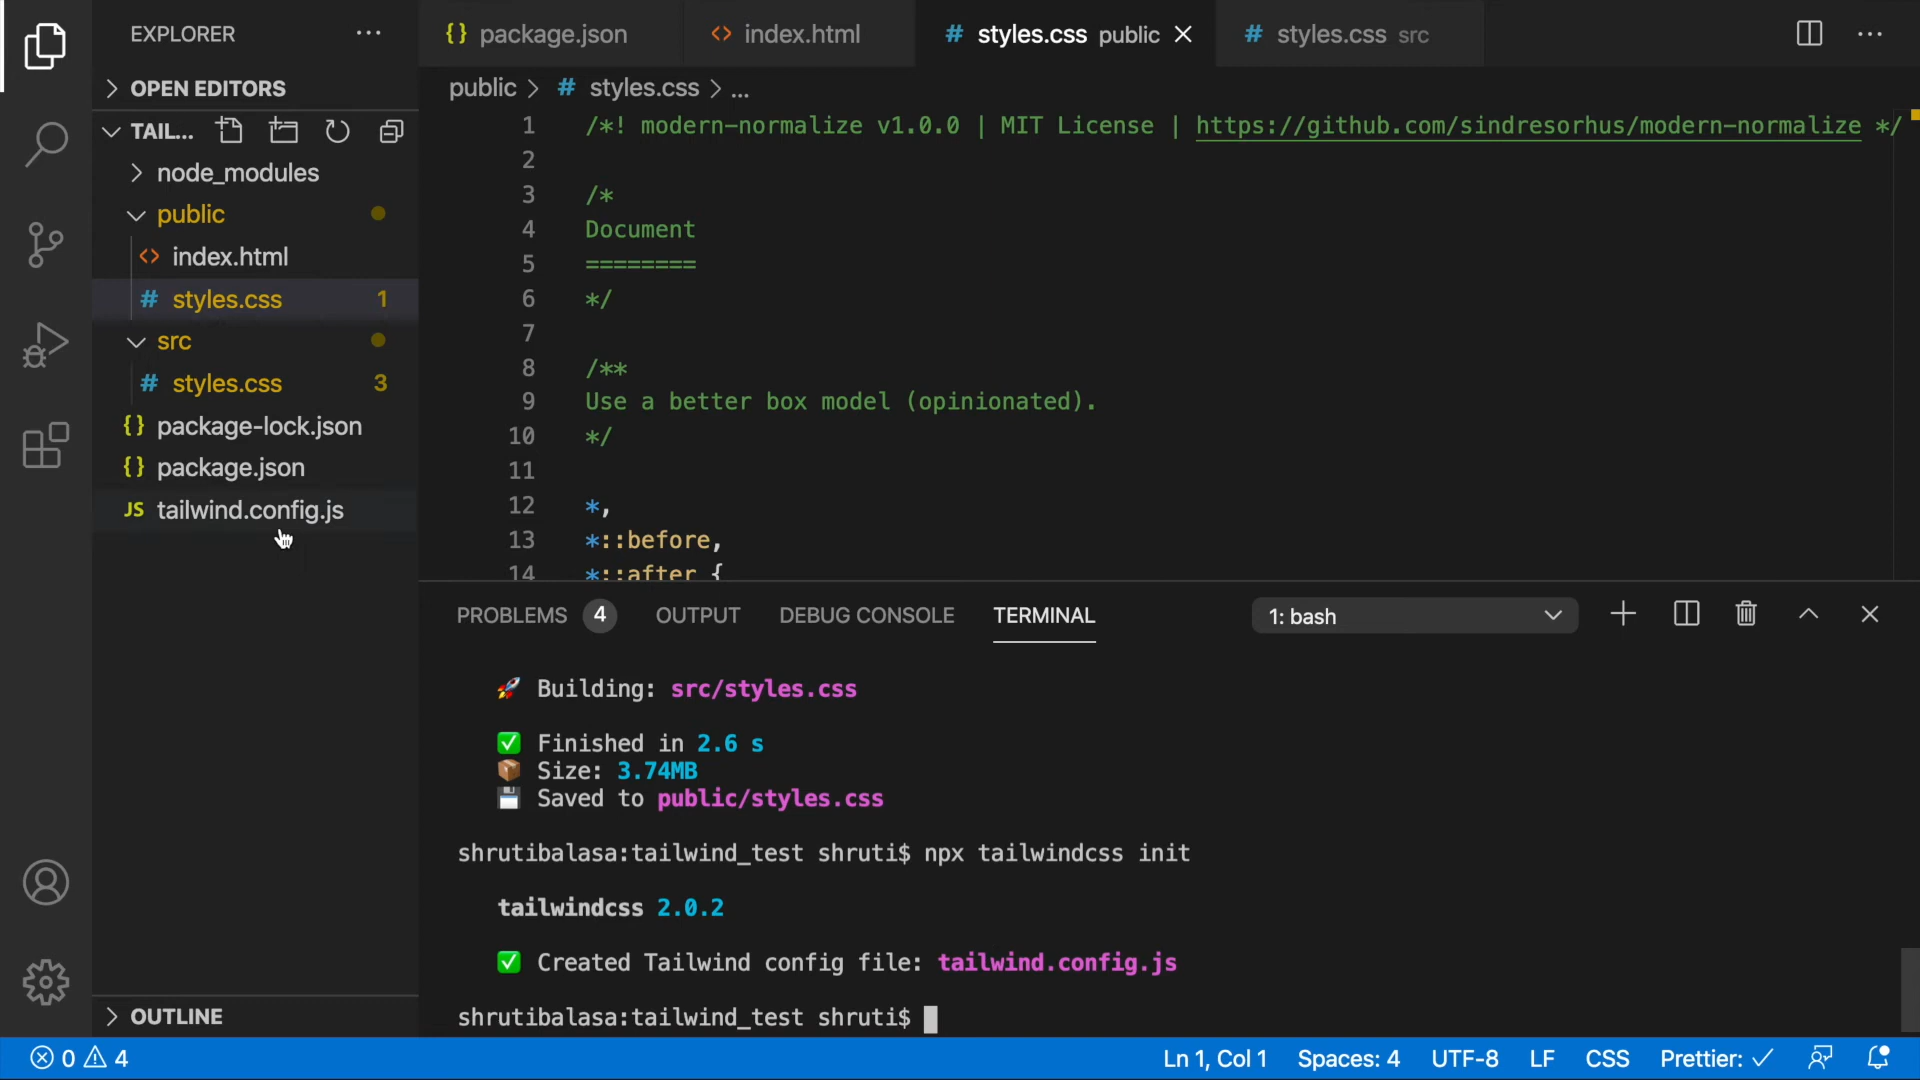 EXPLORER
OPEN EDITORS
TAIL...
node_modules
public
index.html
styles.css 1
src
styles.css 3
package-lock.json
package.json
JS tailwind.config.js
OUTLINE
package.json index.html styles.css public styles.css src
public > # styles.css > ...
1 /*! modern-normalize v1.0.0 | MIT License | https://github.com/sindresorhus/modern-normalize */
2
3 /*
4 Document
5 ========
6 */
7
8 /**
9 Use a better box model (opinionated).
10 */
11
12 *,
13 *::before,
14 *::after {
PROBLEMS 4 OUTPUT DEBUG CONSOLE TERMINAL 1: bash
🚀 Building: src/styles.css
✅ Finished in 2.6 s
📦 Size: 3.74MB
💾 Saved to public/styles.css
shrutibalasa:tailwind_test shruti$ npx tailwindcss init
tailwindcss 2.0.2
✅ Created Tailwind config file: tailwind.config.js
shrutibalasa:tailwind_test shruti$
0 4 Ln 1, Col 1 Spaces: 4 UTF-8 LF CSS Prettier: ✓